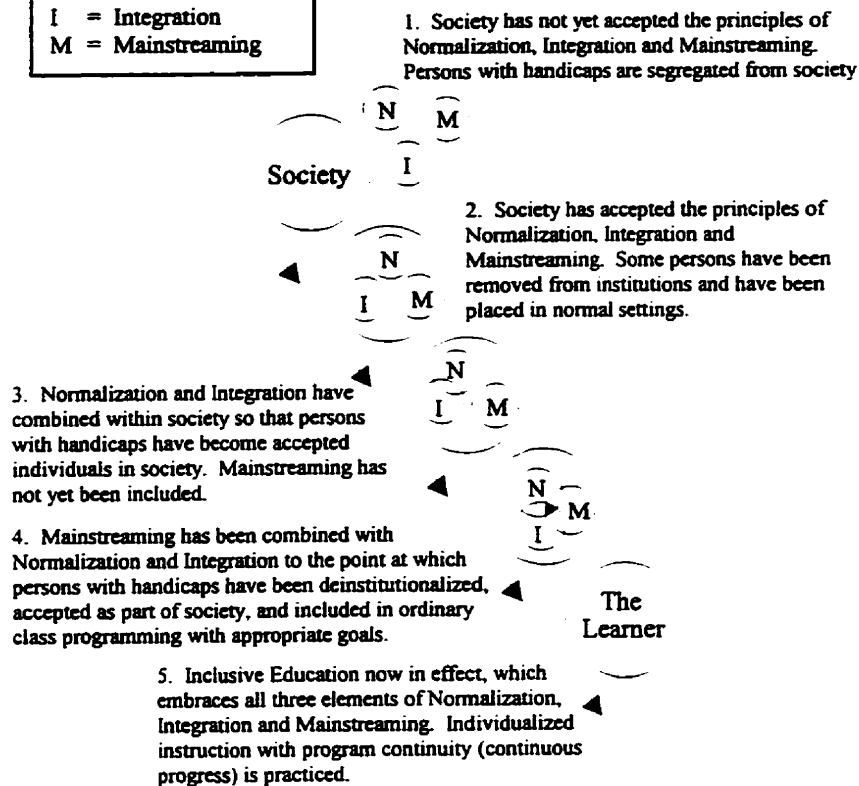 I = Integration
M = Mainstreaming
1. Society has not yet accepted the principles of
Normalization, Integration and Mainstreaming.
Persons with handicaps are segregated from society
N
M
I
Society
2. Society has accepted the principles of
Normalization, Integration and
Mainstreaming. Some persons have been
removed from institutions and have been
placed in normal settings.
N
I M
3. Normalization and Integration have
combined within society so that persons
with handicaps have become accepted
individuals in society. Mainstreaming has
not yet been included.
N
I M
4. Mainstreaming has been combined with
Normalization and Integration to the point at which
persons with handicaps have been deinstitutionalized,
accepted as part of society, and included in ordinary
class programming with appropriate goals.
N
M
I
The
Learner
5. Inclusive Education now in effect, which
embraces all three elements of Normalization,
Integration and Mainstreaming. Individualized
instruction with program continuity (continuous
progress) is practiced.